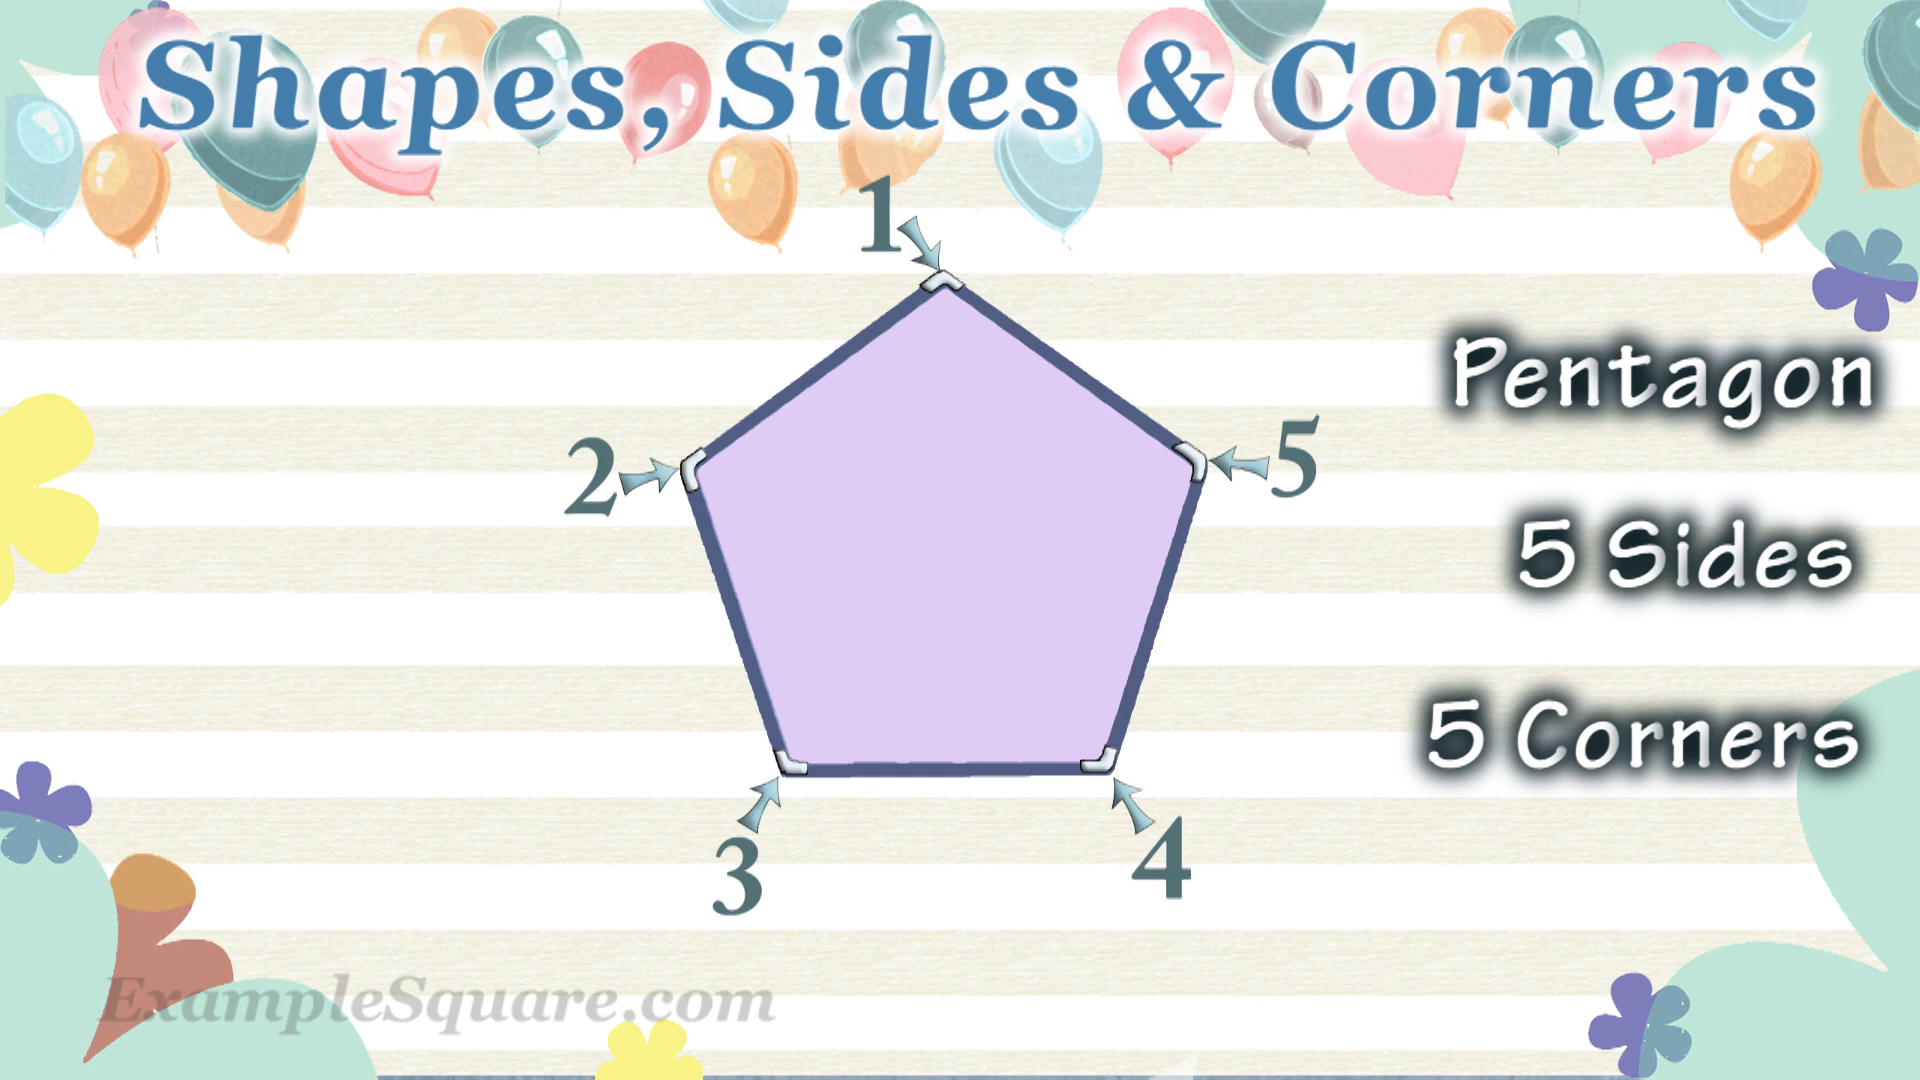 Shapes, Sides & Corners
1
2
5
3
4
Pentagon
5 Sides
5 Corners
ExampleSquare.com